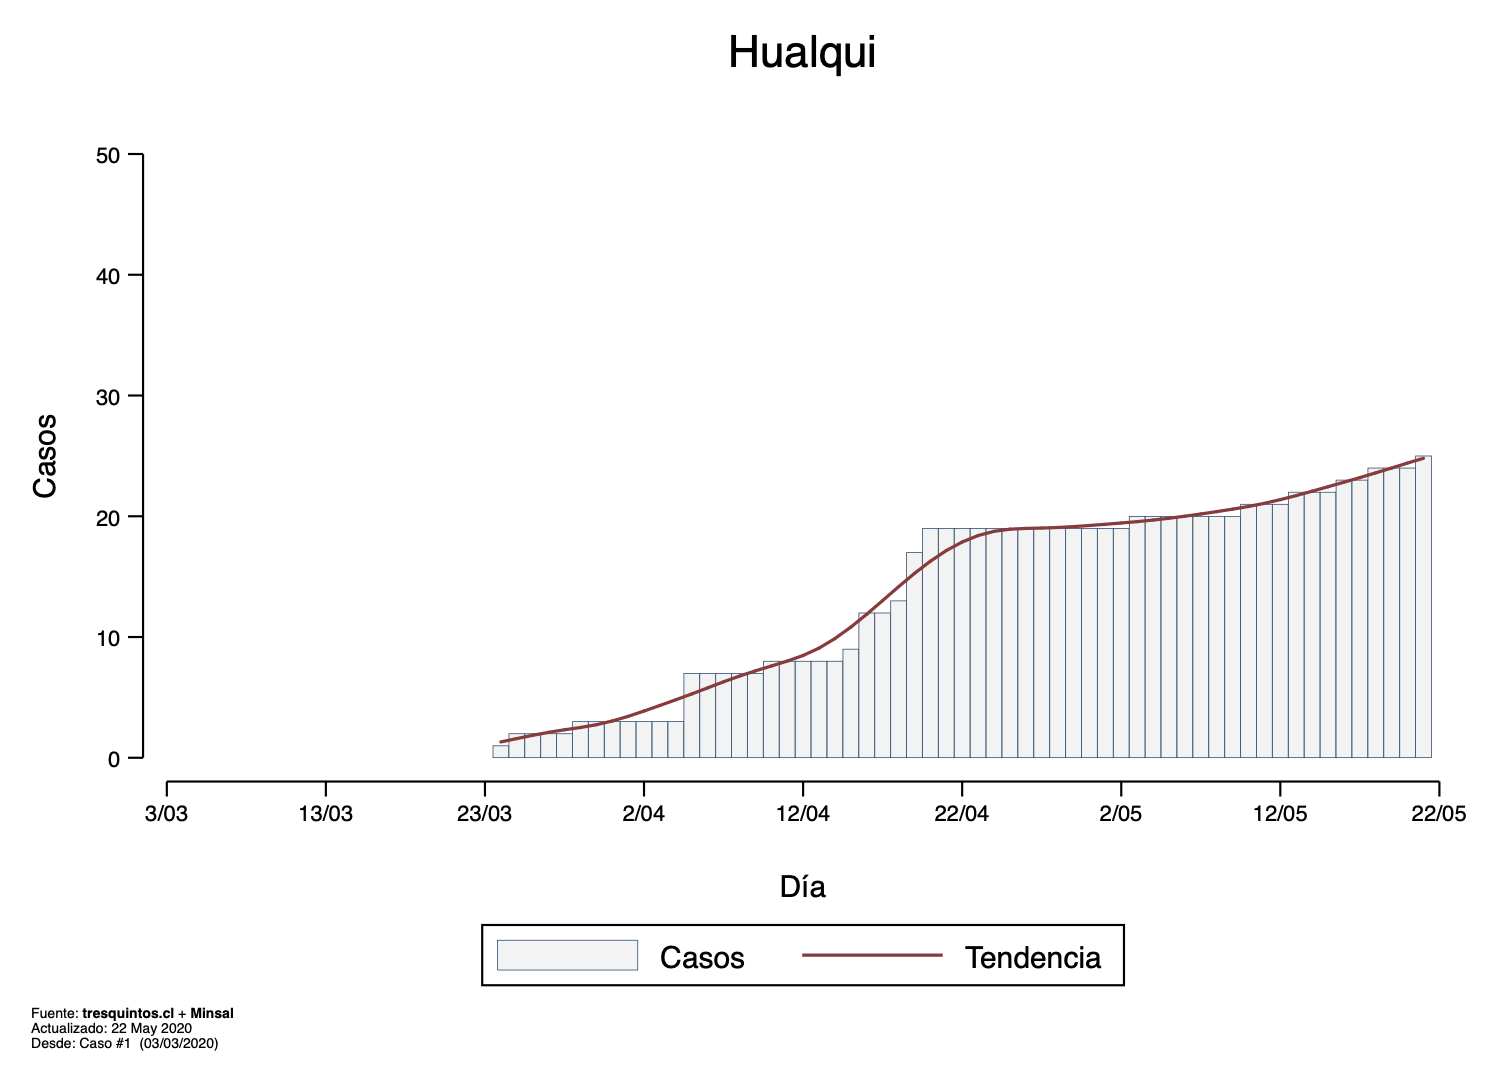 Hualqui
50
40
30
20
10
0
Casos
3/03 13/03 23/03 2/04 12/04 22/04 2/05 12/05 22/05
Día
Casos Tendencia
Fuente: tresquintos.cl + Minsal
Actualizado: 22 May 2020
Desde: Caso #1 (03/03/2020)